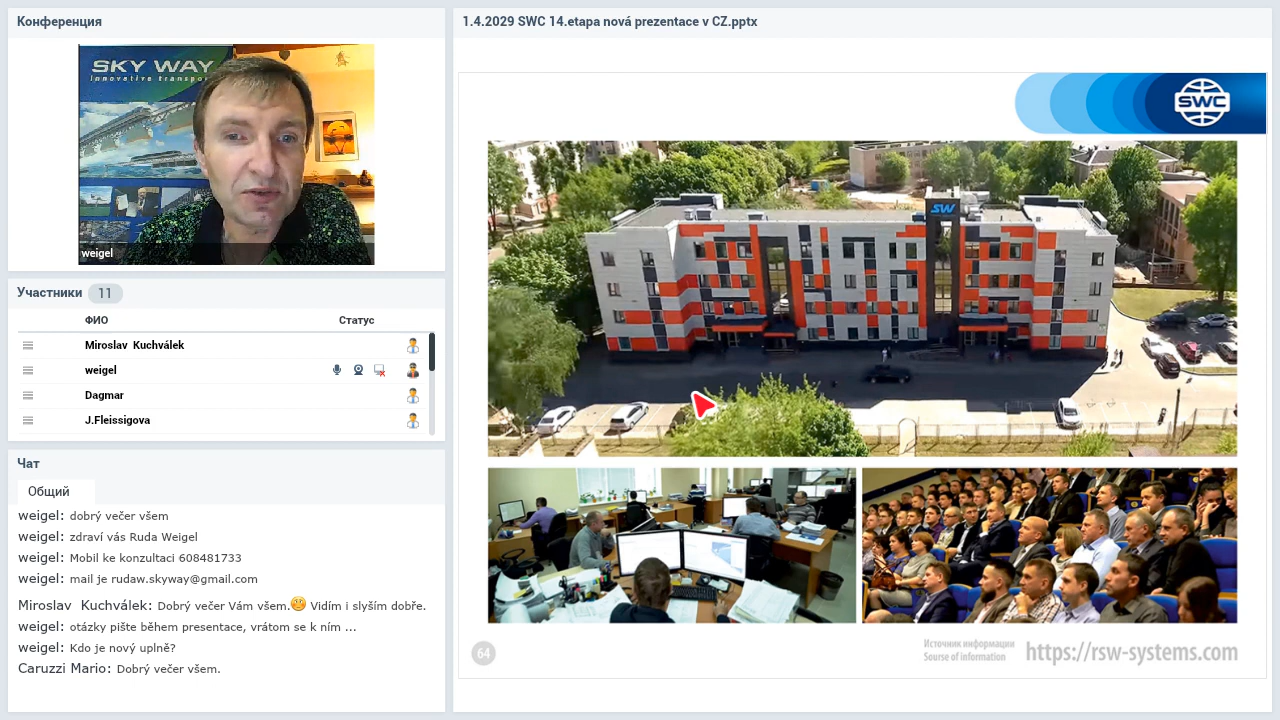 Конференция
SKY WAY
Innovative transpo
weigel
Участники 11
ФИО Статус
Miroslav Kuchválek
weigel
Dagmar
J.Fleissigova
Чат
Общий
weigel: dobrý večer všem
weigel: zdraví vás Ruda Weigel
weigel: Mobil ke konzultaci 608481733
weigel: mail je rudaw.skyway@gmail.com
Miroslav Kuchválek: Dobrý večer Vám všem. Vidím i slyším dobře.
weigel: otázky pište během presentace, vrátom se k ním ...
weigel: Kdo je nový uplně?
Caruzzi Mario: Dobrý večer všem.
1.4.2029 SWC 14.etapa nová prezentace v CZ.pptx
SWC
SW
64
Источник информации
Sourse of information
https://rsw-systems.com